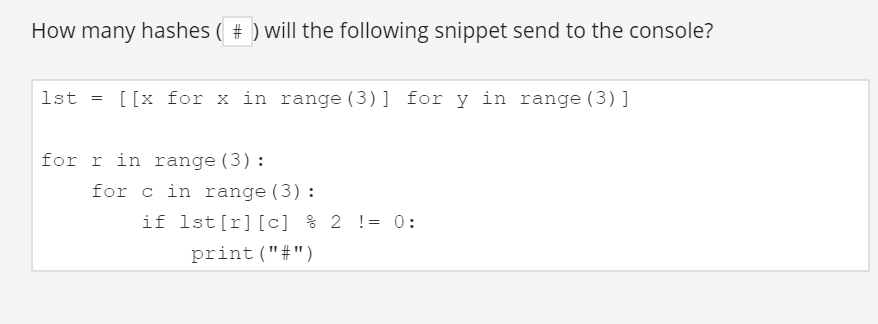 How many hashes ( # ) will the following snippet send to the console?
lst = [[x for x in range(3)] for y in range(3)]
for r in range(3):
    for c in range(3):
        if lst[r][c] % 2 != 0:
            print("#")